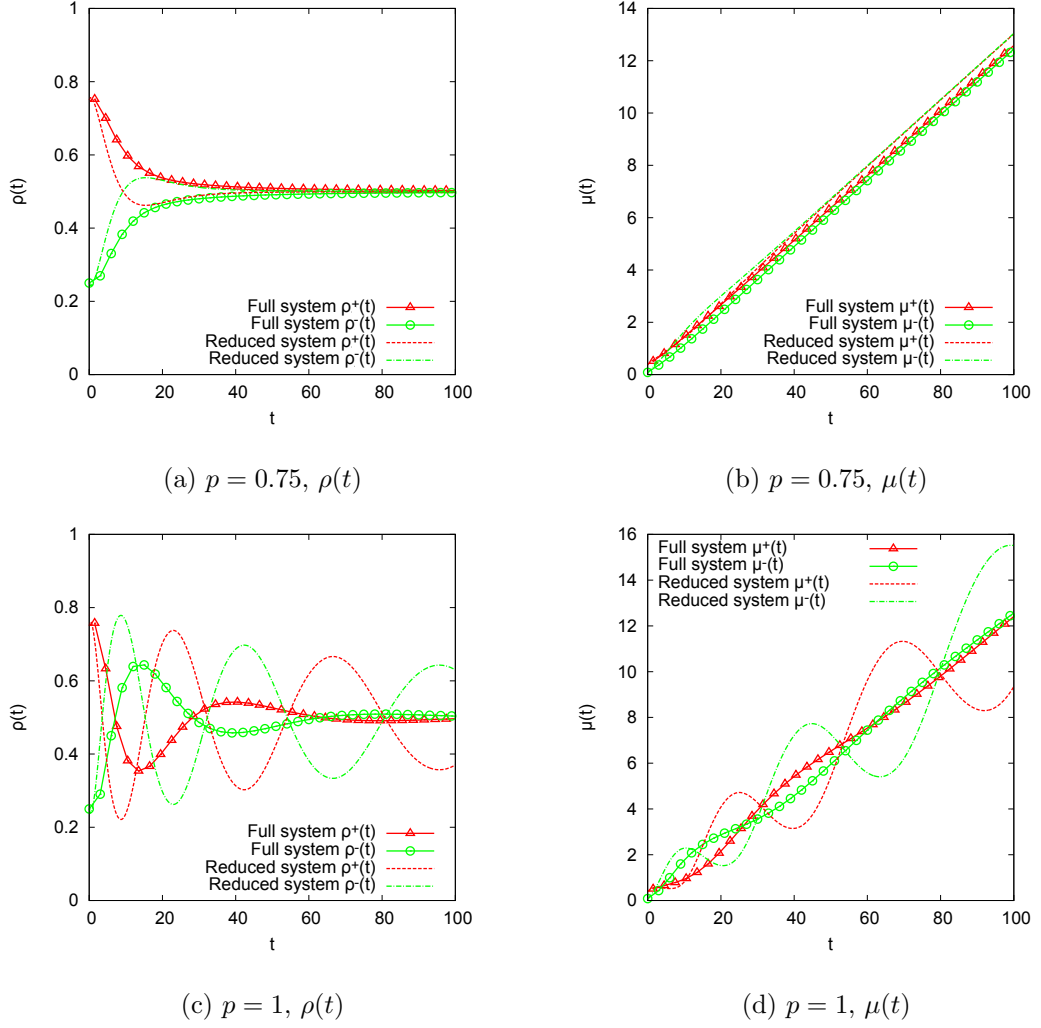 1
0.8
0.6
0.4
0.2
0
0 20 40 60 80 100
ρ(t)
t
Full system ρ⁺(t)
Full system ρ⁻(t)
Reduced system ρ⁺(t)
Reduced system ρ⁻(t)
(a) p = 0.75, ρ(t)
14
12
10
8
6
4
2
0
0 20 40 60 80 100
μ(t)
t
Full system μ⁺(t)
Full system μ⁻(t)
Reduced system μ⁺(t)
Reduced system μ⁻(t)
(b) p = 0.75, μ(t)
1
0.8
0.6
0.4
0.2
0
0 20 40 60 80 100
ρ(t)
t
Full system ρ⁺(t)
Full system ρ⁻(t)
Reduced system ρ⁺(t)
Reduced system ρ⁻(t)
(c) p = 1, ρ(t)
16
14
12
10
8
6
4
2
0
0 20 40 60 80 100
μ(t)
t
Full system μ⁺(t)
Full system μ⁻(t)
Reduced system μ⁺(t)
Reduced system μ⁻(t)
(d) p = 1, μ(t)